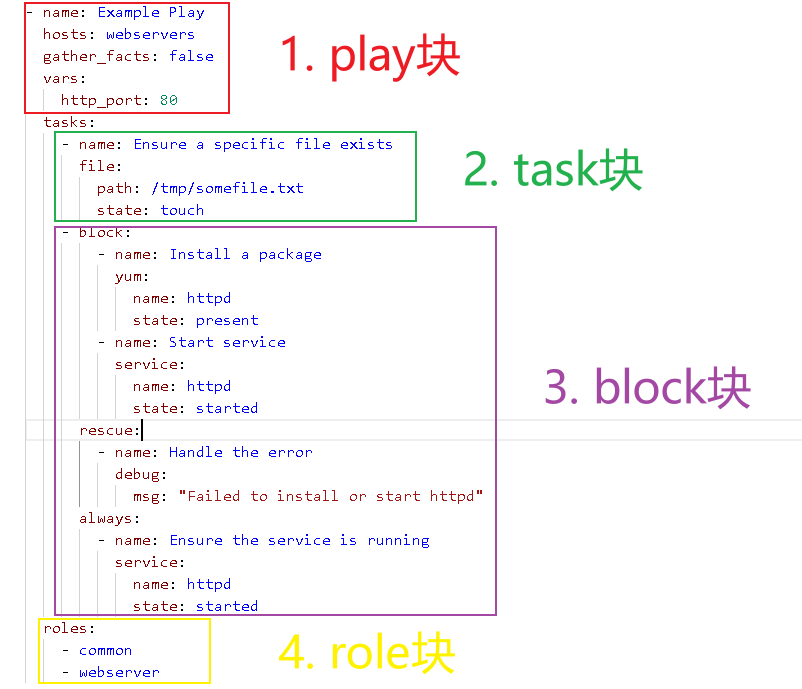 - name: Example Play
  hosts: webservers
  gather_facts: false
  vars:
    http_port: 80
1. play块
  tasks:
    - name: Ensure a specific file exists
      file:
        path: /tmp/somefile.txt
        state: touch
2. task块
    - block:
        - name: Install a package
          yum:
            name: httpd
            state: present
        - name: Start service
          service:
            name: httpd
            state: started
      rescue:
        - name: Handle the error
          debug:
            msg: "Failed to install or start httpd"
      always:
        - name: Ensure the service is running
          service:
            name: httpd
            state: started
3. block块
  roles:
    - common
    - webserver
4. role块